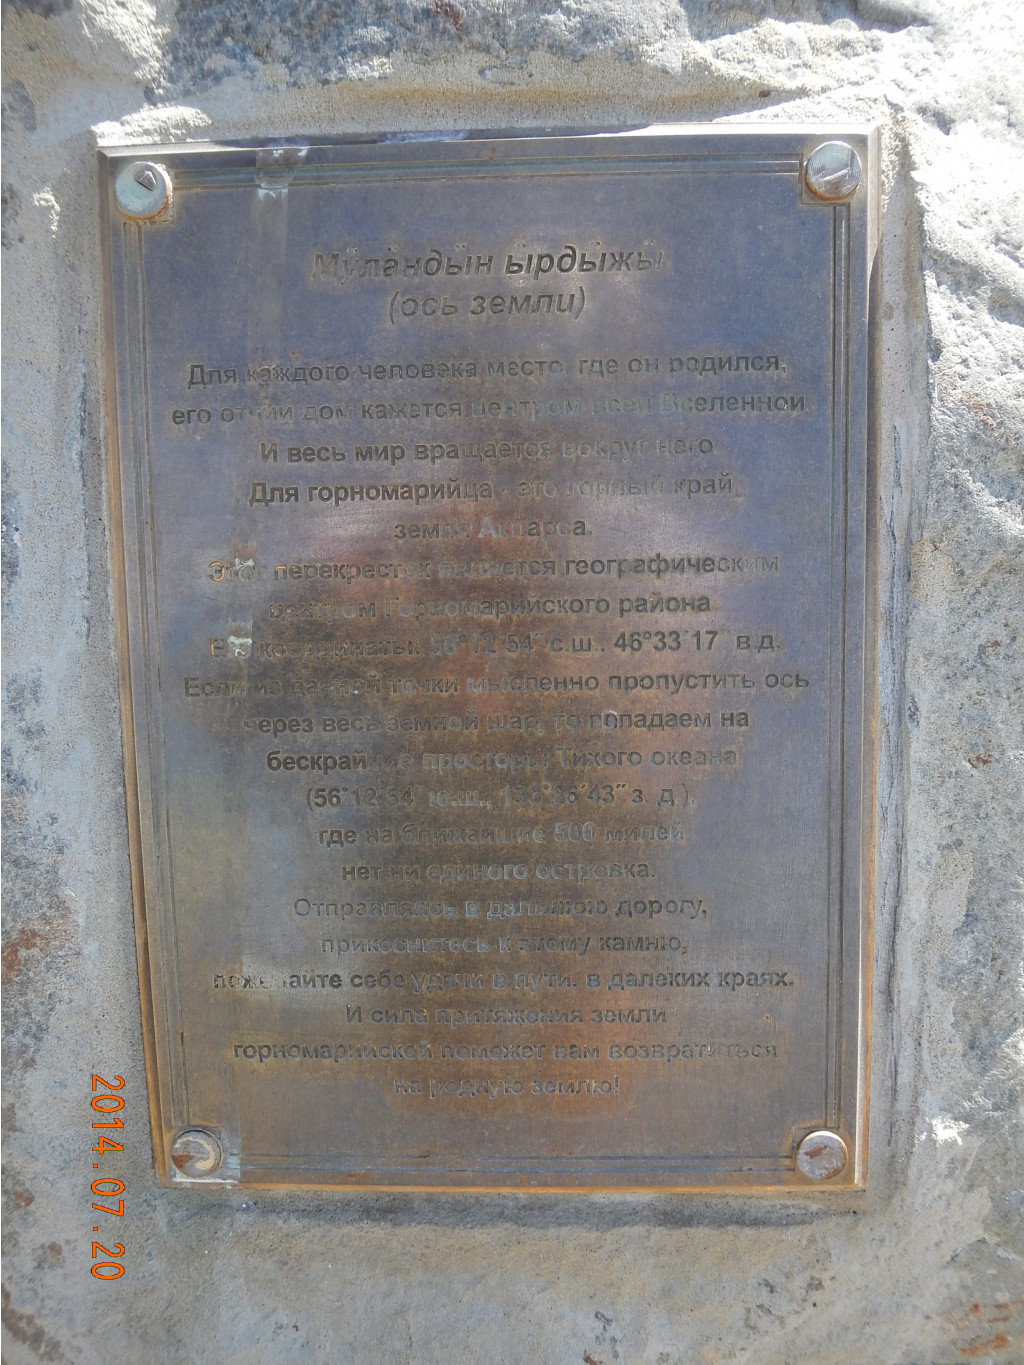 Мӱлӓндӹн ӹрдӹжӹ
(ось земли)
Для каждого человека место, где он родился,
его отчий дом кажется центром всей Вселенной.
И весь мир вращается вокруг него.
Для горномарийца - это горный край,
земля Акпарса.
Этот перекресток является географическим
центром Горномарийского района.
Его координаты: 56°12´54˝ с.ш., 46°33´17˝ в.д.
Если из данной точки мысленно пропустить ось
через весь земной шар, то попадаем на
бескрайние просторы Тихого океана
(56°12´54˝ ю.ш., 43˝ з. д.),
где на ближайшие 500 милей
нет ни единого островка.
Отправляясь в дальнюю дорогу,
прикоснитесь к этому камню,
пожелайте себе удачи в пути, в далеких краях.
И сила притяжения земли
горномарийской поможет вам возвратиться
на родную землю!
2014.07.20